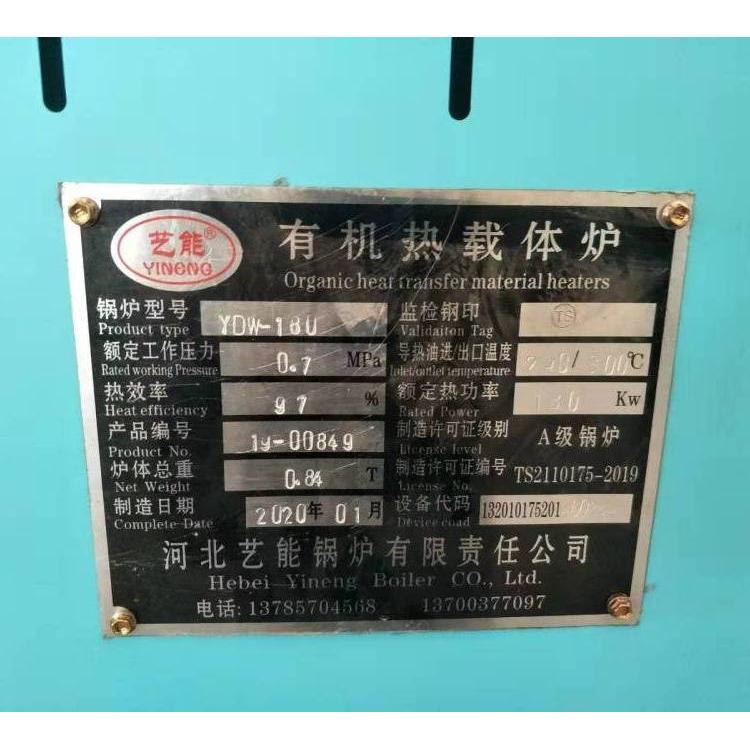 艺能®
YINENG
有机热载体炉
Organic heat transfer material heaters
锅炉型号 YDW-180 监检钢印 TS
Product type Validaiton Tag
额定工作压力 0.7 MPa 导热油进/出口温度 /300℃
Rated working Pressure Inlet/outlet temperature
热效率 97 % 额定热功率 180 Kw
Heat efficiency Rated Power
产品编号 19-00849 制造许可证级别 A级锅炉
Product No. License level
炉体总重 0.84 T 制造许可证编号 TS2110175-2019
Net Weight License No.
制造日期 2020年01月 设备代码 132010175201
Complete Date Device coad
河北艺能锅炉有限责任公司
Hebei Yineng Boiler CO., Ltd.
电话: 13785704568 13700377097